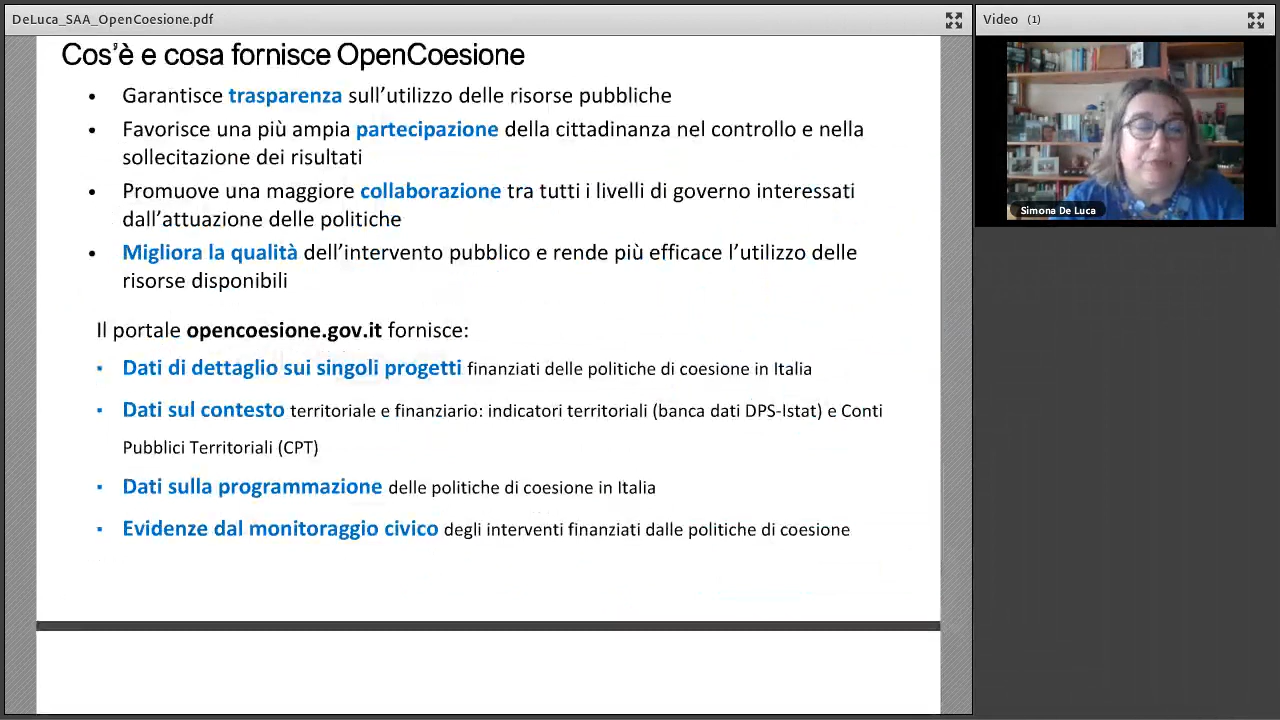 DeLuca_SAA_OpenCoesione.pdf
Video (1)
Cos’è e cosa fornisce OpenCoesione
• Garantisce trasparenza sull’utilizzo delle risorse pubbliche
• Favorisce una più ampia partecipazione della cittadinanza nel controllo e nella
sollecitazione dei risultati
• Promuove una maggiore collaborazione tra tutti i livelli di governo interessati
dall’attuazione delle politiche
• Migliora la qualità dell’intervento pubblico e rende più efficace l’utilizzo delle
risorse disponibili
Il portale opencoesione.gov.it fornisce:
▪ Dati di dettaglio sui singoli progetti finanziati delle politiche di coesione in Italia
▪ Dati sul contesto territoriale e finanziario: indicatori territoriali (banca dati DPS-Istat) e Conti
Pubblici Territoriali (CPT)
▪ Dati sulla programmazione delle politiche di coesione in Italia
▪ Evidenze dal monitoraggio civico degli interventi finanziati dalle politiche di coesione
Simona De Luca